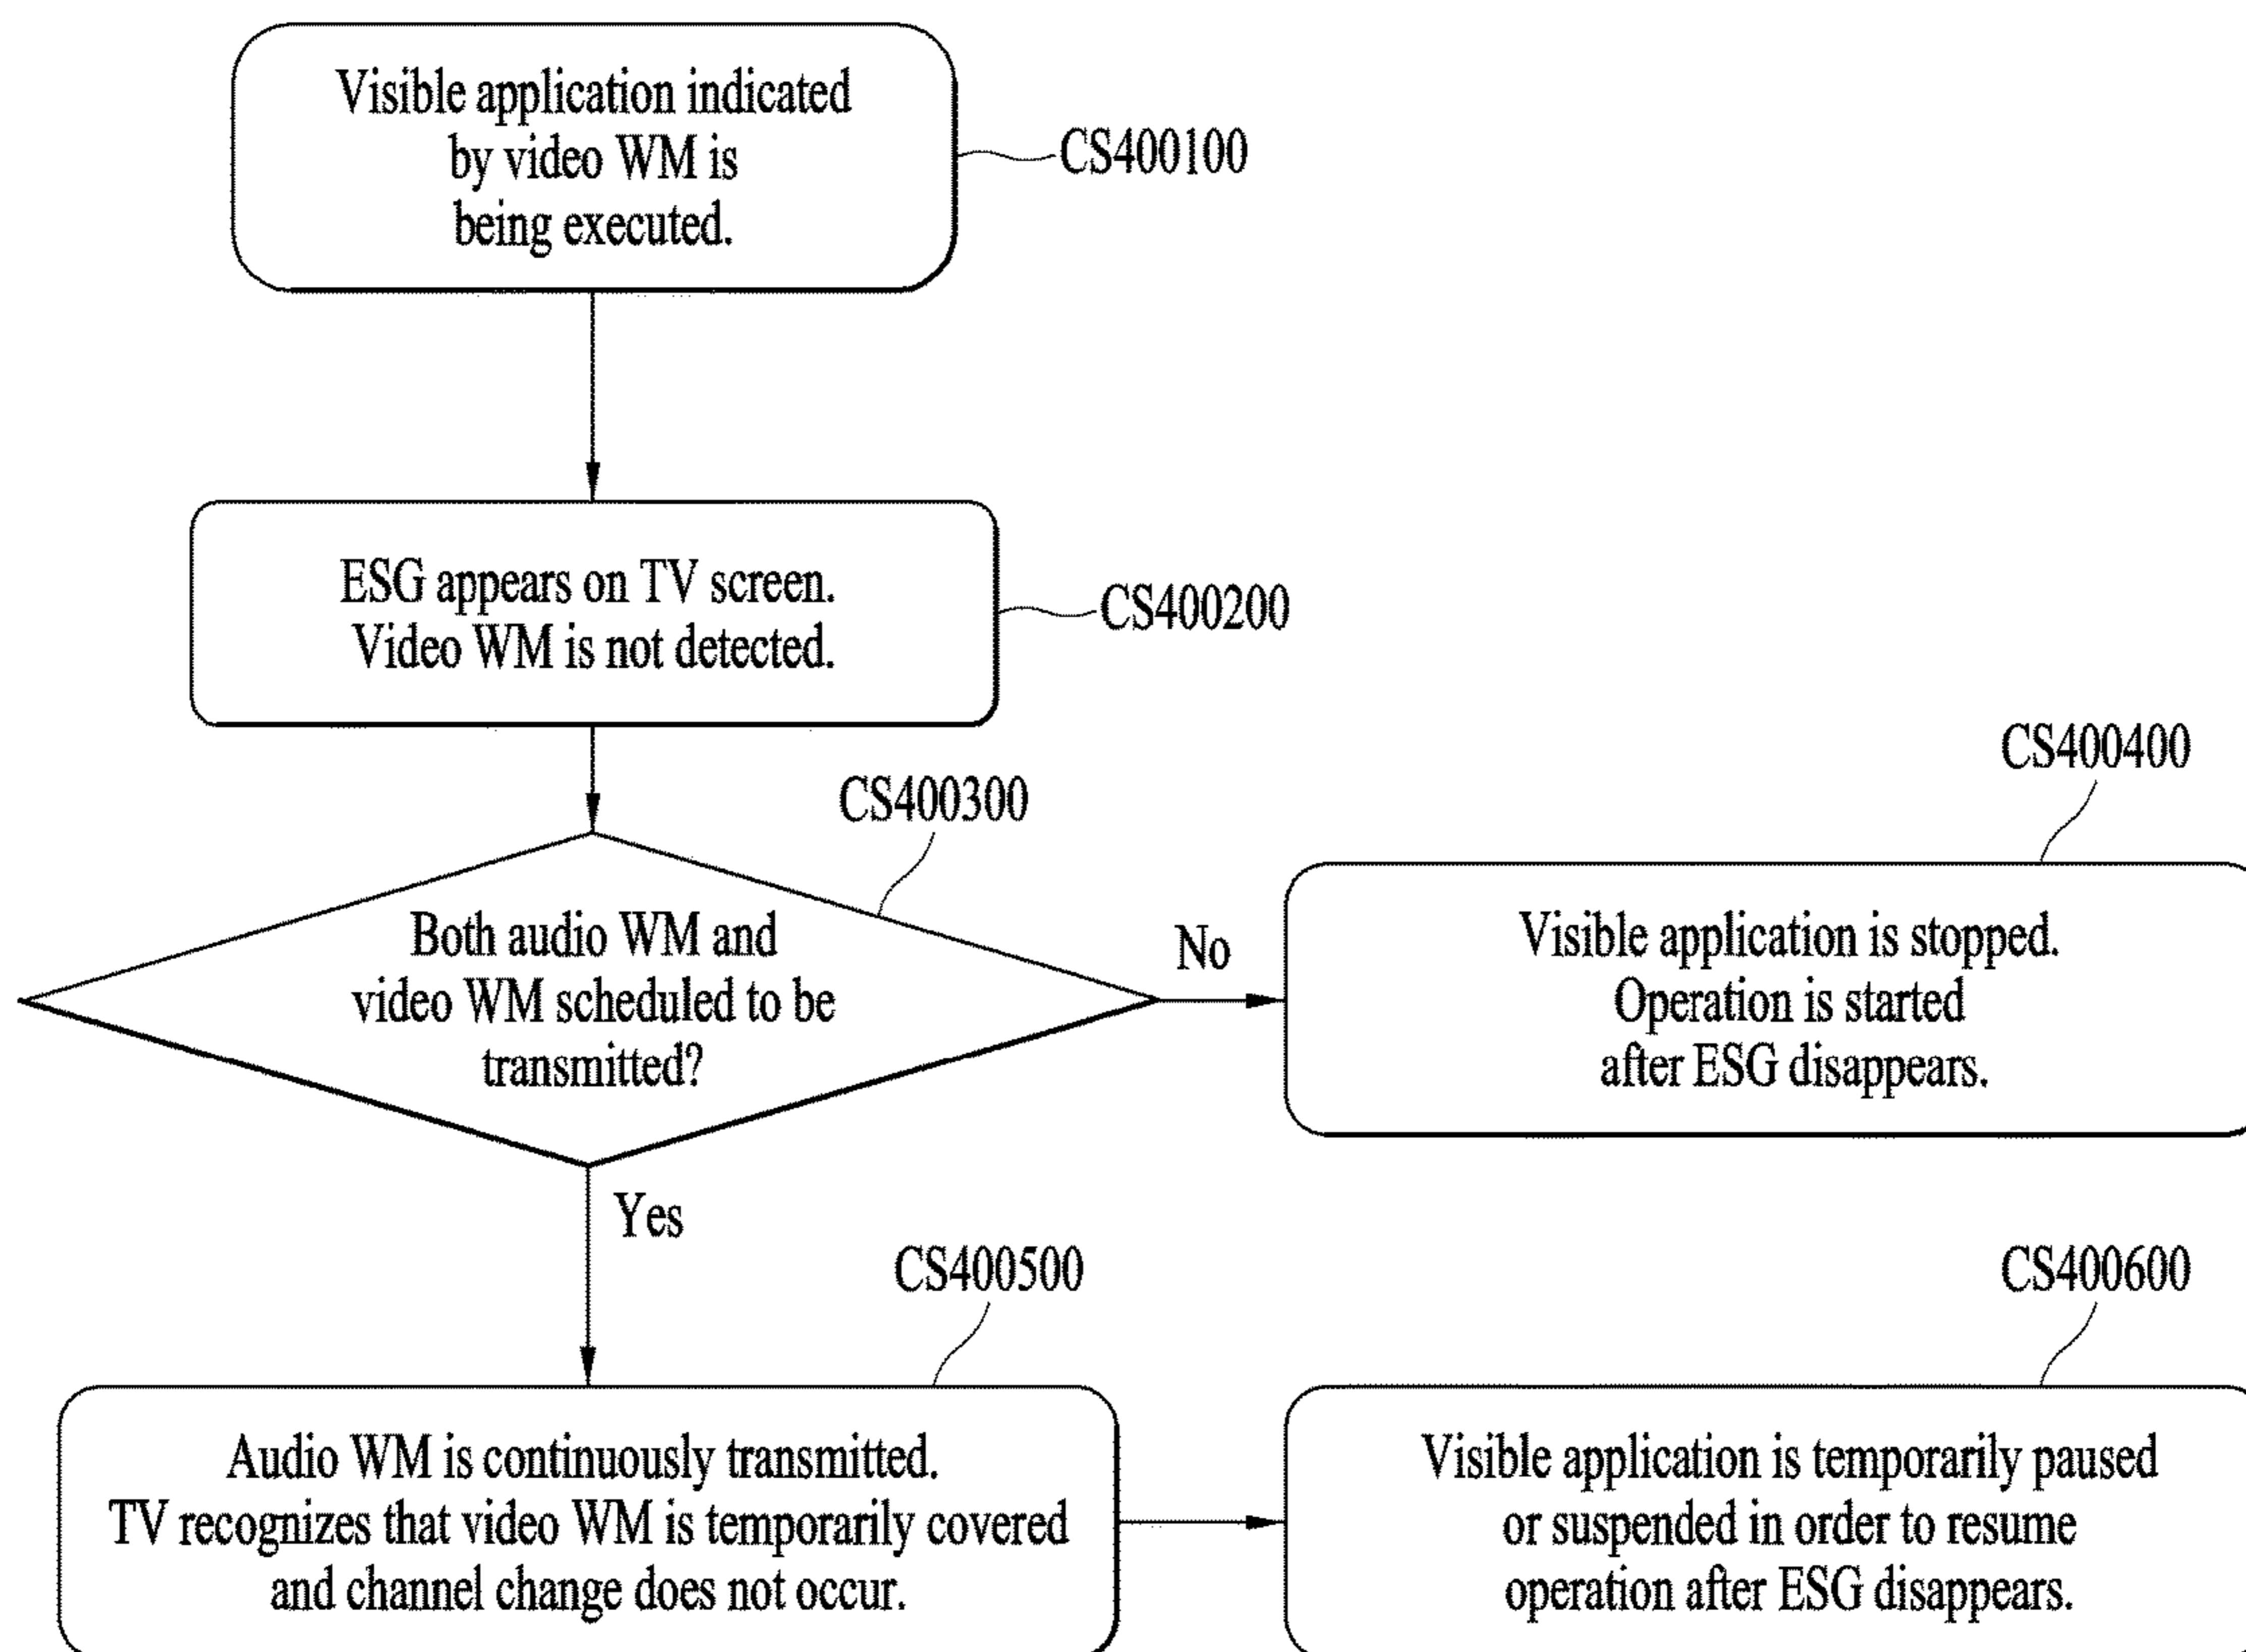 Visible application indicated
by video WM is
being executed.
CS400100
ESG appears on TV screen.
Video WM is not detected.
CS400200
CS400300
Both audio WM and
video WM scheduled to be
transmitted?
No
CS400400
Visible application is stopped.
Operation is started
after ESG disappears.
Yes
CS400500
Audio WM is continuously transmitted.
TV recognizes that video WM is temporarily covered
and channel change does not occur.
CS400600
Visible application is temporarily paused
or suspended in order to resume
operation after ESG disappears.